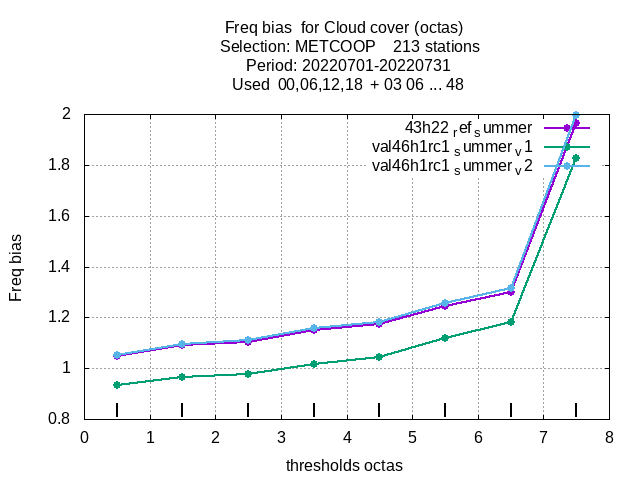 Freq bias  for Cloud cover (octas)
Selection: METCOOP    213 stations
Period: 20220701-20220731
Used  00,06,12,18  + 03 06 ... 48
43h22 ref summer
val46h1rc1 summer v1
val46h1rc1 summer v2
2
1.8
1.6
1.4
1.2
1
0.8
Freq bias
0 1 2 3 4 5 6 7 8
thresholds octas